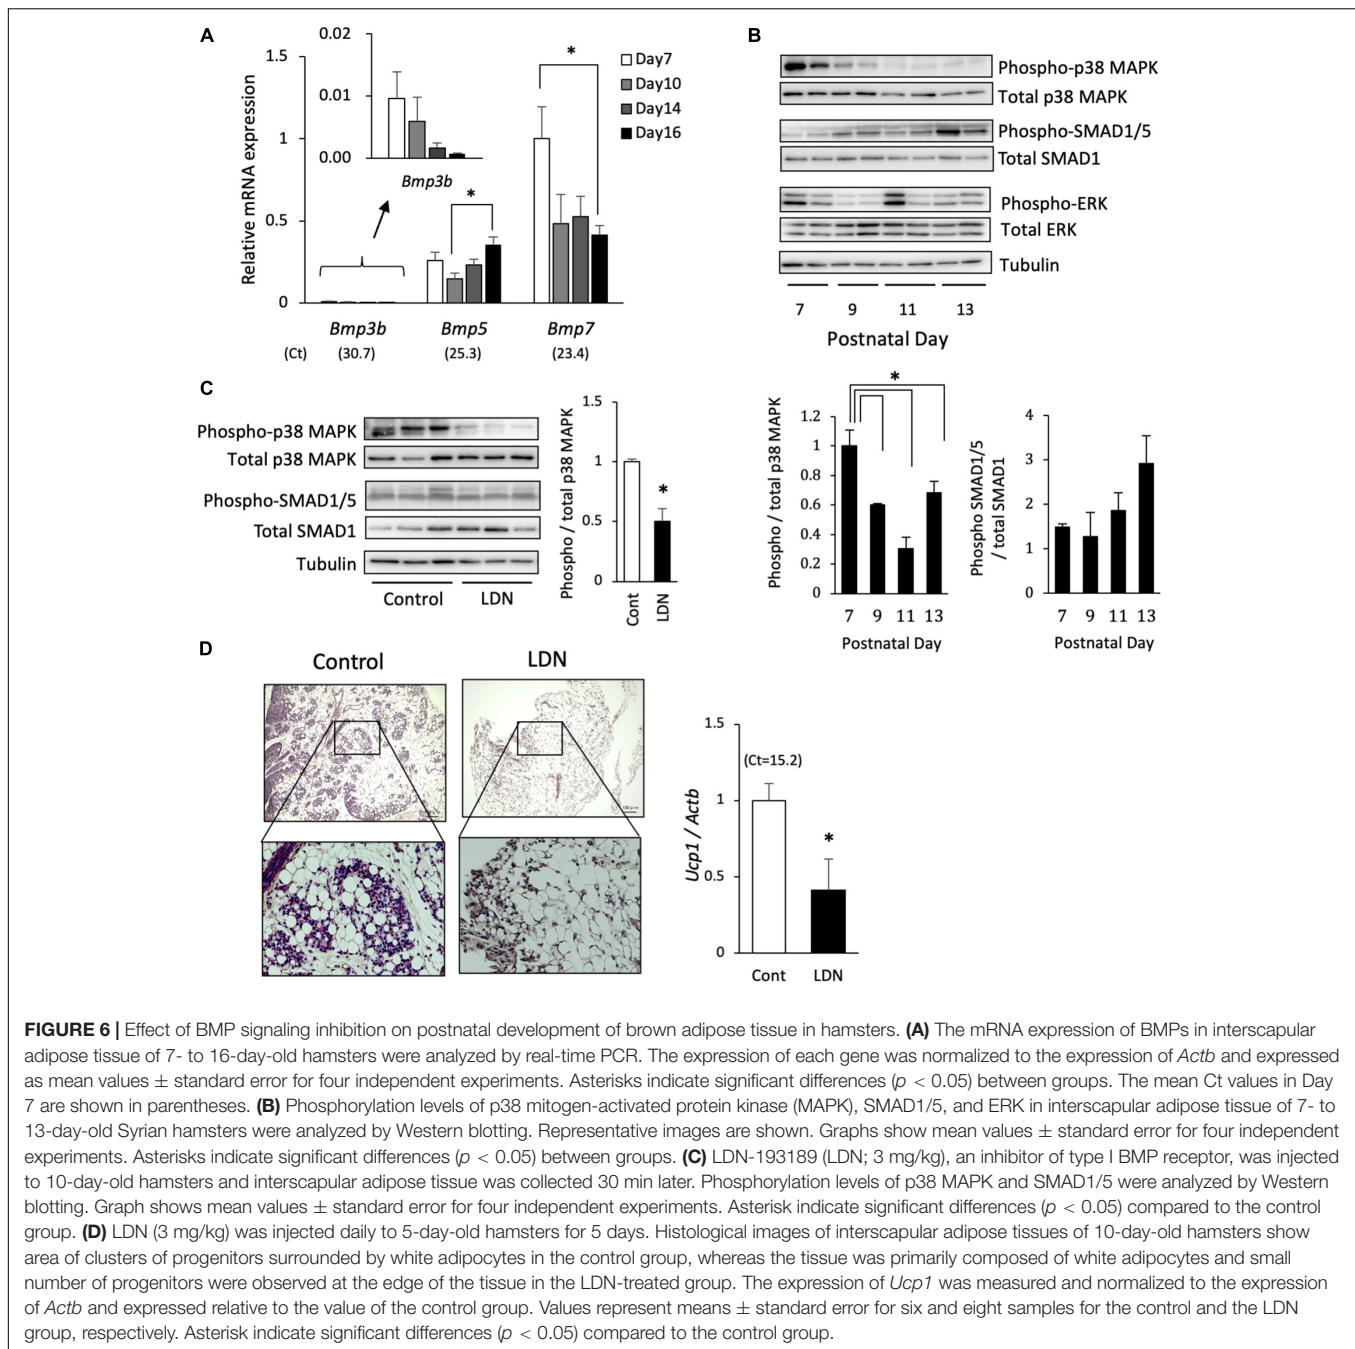 A
0.02
0.01
0.00
Bmp3b
1.5
1
0.5
0
Relative mRNA expression
Day7
Day10
Day14
Day16
*
*
Bmp3b
Bmp5
Bmp7
(Ct)
(30.7)
(25.3)
(23.4)
B
Phospho-p38 MAPK
Total p38 MAPK
Phospho-SMAD1/5
Total SMAD1
Phospho-ERK
Total ERK
Tubulin
7 9 11 13
Postnatal Day
*
1.2
1
0.8
0.6
0.4
0.2
0
Phospho / total p38 MAPK
7 9 11 13
Postnatal Day
4
3
2
1
0
Phospho SMAD1/5
/ total SMAD1
7 9 11 13
Postnatal Day
C
Phospho-p38 MAPK
Total p38 MAPK
Phospho-SMAD1/5
Total SMAD1
Tubulin
Control LDN
1.5
1
0.5
0
Phospho / total p38 MAPK
*
Cont
LDN
D
Control
LDN
1.5
1
0.5
0
Ucp1 / Actb
(Ct=15.2)
*
Cont LDN
FIGURE 6 | Effect of BMP signaling inhibition on postnatal development of brown adipose tissue in hamsters. (A) The mRNA expression of BMPs in interscapular
adipose tissue of 7- to 16-day-old hamsters were analyzed by real-time PCR. The expression of each gene was normalized to the expression of Actb and expressed
as mean values ± standard error for four independent experiments. Asterisks indicate significant differences (p < 0.05) between groups. The mean Ct values in Day
7 are shown in parentheses. (B) Phosphorylation levels of p38 mitogen-activated protein kinase (MAPK), SMAD1/5, and ERK in interscapular adipose tissue of 7- to
13-day-old Syrian hamsters were analyzed by Western blotting. Representative images are shown. Graphs show mean values ± standard error for four independent
experiments. Asterisks indicate significant differences (p < 0.05) between groups. (C) LDN-193189 (LDN; 3 mg/kg), an inhibitor of type I BMP receptor, was injected
to 10-day-old hamsters and interscapular adipose tissue was collected 30 min later. Phosphorylation levels of p38 MAPK and SMAD1/5 were analyzed by Western
blotting. Graph shows mean values ± standard error for four independent experiments. Asterisk indicate significant differences (p < 0.05) compared to the control
group. (D) LDN (3 mg/kg) was injected daily to 5-day-old hamsters for 5 days. Histological images of interscapular adipose tissues of 10-day-old hamsters show
area of clusters of progenitors surrounded by white adipocytes in the control group, whereas the tissue was primarily composed of white adipocytes and small
number of progenitors were observed at the edge of the tissue in the LDN-treated group. The expression of Ucp1 was measured and normalized to the expression
of Actb and expressed relative to the value of the control group. Values represent means ± standard error for six and eight samples for the control and the LDN
group, respectively. Asterisk indicate significant differences (p < 0.05) compared to the control group.